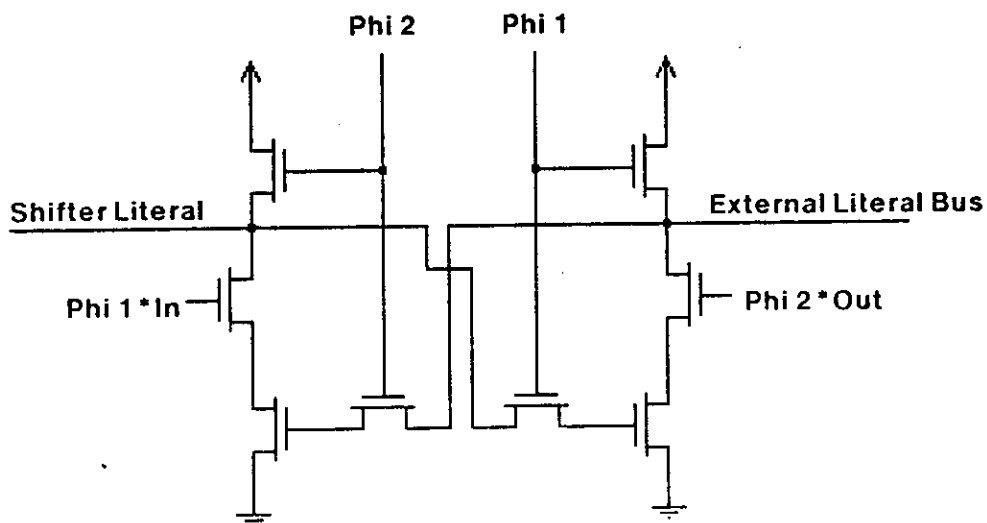 Phi 2
Phi 1
Shifter Literal
External Literal Bus
Phi 1*In
Phi 2*Out